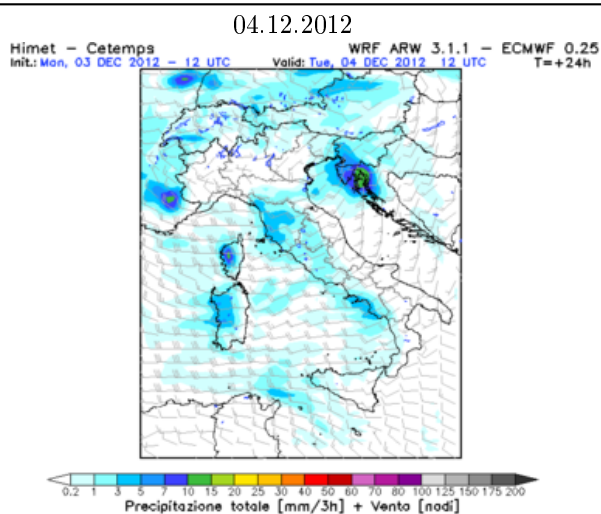 04.12.2012
Himet – Cetemps WRF ARW 3.1.1 – ECMWF 0.25
Init.: Mon, 03 DEC 2012 – 12 UTC Valid: Tue, 04 DEC 2012 12 UTC T=+24h
0.2 1 3 5 7 10 15 20 25 30 40 50 60 70 80 100 125 150 175 200
Precipitazione totale [mm/3h] + Vento [nodi]